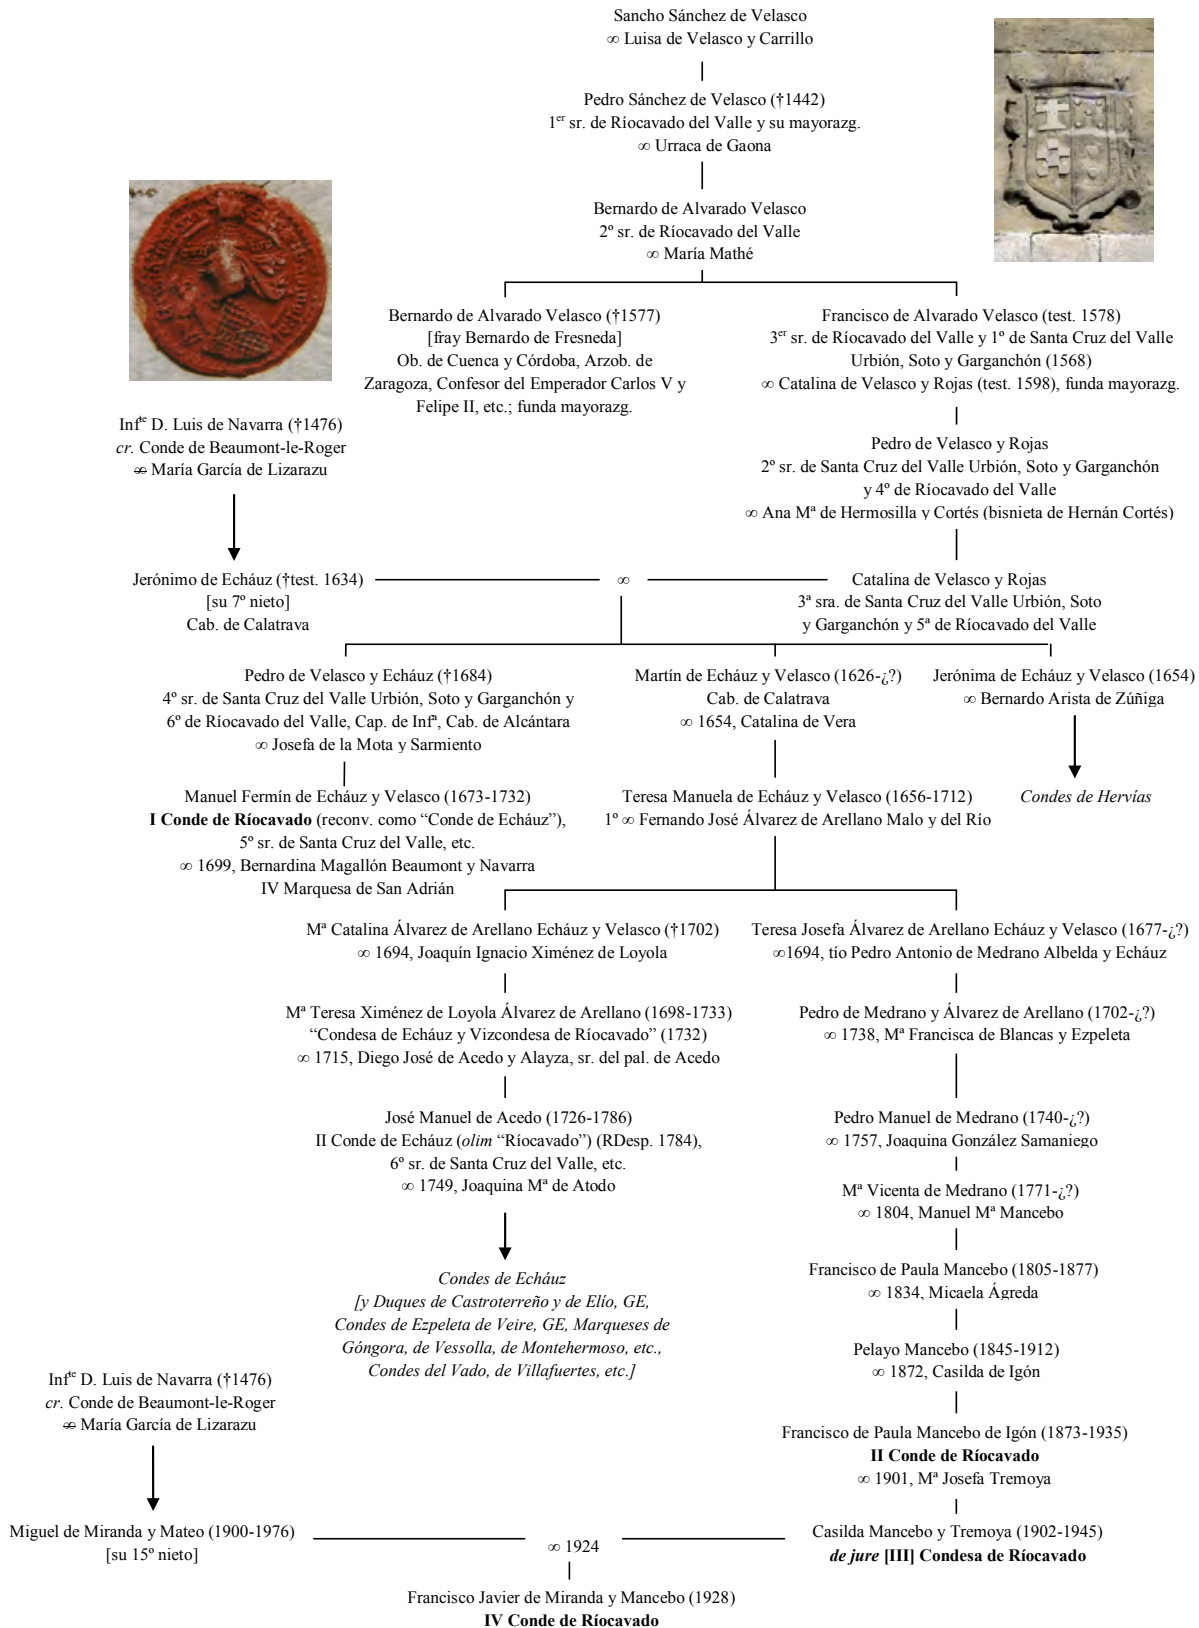 Sancho Sánchez de Velasco
∞ Luisa de Velasco y Carrillo
Pedro Sánchez de Velasco (†1442)
1er sr. de Ríocavado del Valle y su mayorazg.
∞ Urraca de Gaona
Bernardo de Alvarado Velasco
2º sr. de Ríocavado del Valle
∞ María Mathé
Bernardo de Alvarado Velasco (†1577)
[fray Bernardo de Fresneda]
Ob. de Cuenca y Córdoba, Arzob. de
Zaragoza, Confesor del Emperador Carlos V y
Felipe II, etc.; funda mayorazg.
Francisco de Alvarado Velasco (test. 1578)
3er sr. de Ríocavado del Valle y 1º de Santa Cruz del Valle
Urbión, Soto y Garganchón (1568)
∞ Catalina de Velasco y Rojas (test. 1598), funda mayorazg.
Infte D. Luis de Navarra (†1476)
cr. Conde de Beaumont-le-Roger
∞ María García de Lizarazu
Pedro de Velasco y Rojas
2º sr. de Santa Cruz del Valle Urbión, Soto y Garganchón
y 4º de Ríocavado del Valle
∞ Ana Mª de Hermosilla y Cortés (bisnieta de Hernán Cortés)
Jerónimo de Echáuz (†test. 1634)
[su 7º nieto]
Cab. de Calatrava
∞
Catalina de Velasco y Rojas
3ª sra. de Santa Cruz del Valle Urbión, Soto
y Garganchón y 5ª de Ríocavado del Valle
Pedro de Velasco y Echáuz (†1684)
4º sr. de Santa Cruz del Valle Urbión, Soto y Garganchón y
6º de Ríocavado del Valle, Cap. de Infª, Cab. de Alcántara
∞ Josefa de la Mota y Sarmiento
Martín de Echáuz y Velasco (1626-¿?)
Cab. de Calatrava
∞ 1654, Catalina de Vera
Jerónima de Echáuz y Velasco (1654)
∞ Bernardo Arista de Zúñiga
Manuel Fermín de Echáuz y Velasco (1673-1732)
I Conde de Ríocavado (reconv. como “Conde de Echáuz”),
5º sr. de Santa Cruz del Valle, etc.
∞ 1699, Bernardina Magallón Beaumont y Navarra
IV Marquesa de San Adrián
Teresa Manuela de Echáuz y Velasco (1656-1712)
1º ∞ Fernando José Álvarez de Arellano Malo y del Río
Condes de Hervías
Mª Catalina Álvarez de Arellano Echáuz y Velasco (†1702)
∞ 1694, Joaquín Ignacio Ximénez de Loyola
Teresa Josefa Álvarez de Arellano Echáuz y Velasco (1677-¿?)
∞1694, tío Pedro Antonio de Medrano Albelda y Echáuz
Mª Teresa Ximénez de Loyola Álvarez de Arellano (1698-1733)
“Condesa de Echáuz y Vizcondesa de Ríocavado” (1732)
∞ 1715, Diego José de Acedo y Alayza, sr. del pal. de Acedo
Pedro de Medrano y Álvarez de Arellano (1702-¿?)
∞ 1738, Mª Francisca de Blancas y Ezpeleta
José Manuel de Acedo (1726-1786)
II Conde de Echáuz (olim “Ríocavado”) (RDesp. 1784),
6º sr. de Santa Cruz del Valle, etc.
∞ 1749, Joaquina Mª de Atodo
Pedro Manuel de Medrano (1740-¿?)
∞ 1757, Joaquina González Samaniego
Mª Vicenta de Medrano (1771-¿?)
∞ 1804, Manuel Mª Mancebo
Condes de Echáuz
[y Duques de Castroterreño y de Elío, GE,
Condes de Ezpeleta de Veire, GE, Marqueses de
Góngora, de Vessolla, de Montehermoso, etc.,
Condes del Vado, de Villafuertes, etc.]
Francisco de Paula Mancebo (1805-1877)
∞ 1834, Micaela Ágreda
Pelayo Mancebo (1845-1912)
∞ 1872, Casilda de Igón
Infte D. Luis de Navarra (†1476)
cr. Conde de Beaumont-le-Roger
∞ María García de Lizarazu
Francisco de Paula Mancebo de Igón (1873-1935)
II Conde de Ríocavado
∞ 1901, Mª Josefa Tremoya
Miguel de Miranda y Mateo (1900-1976)
[su 15º nieto]
∞ 1924
Casilda Mancebo y Tremoya (1902-1945)
de jure [III] Condesa de Ríocavado
Francisco Javier de Miranda y Mancebo (1928)
IV Conde de Ríocavado